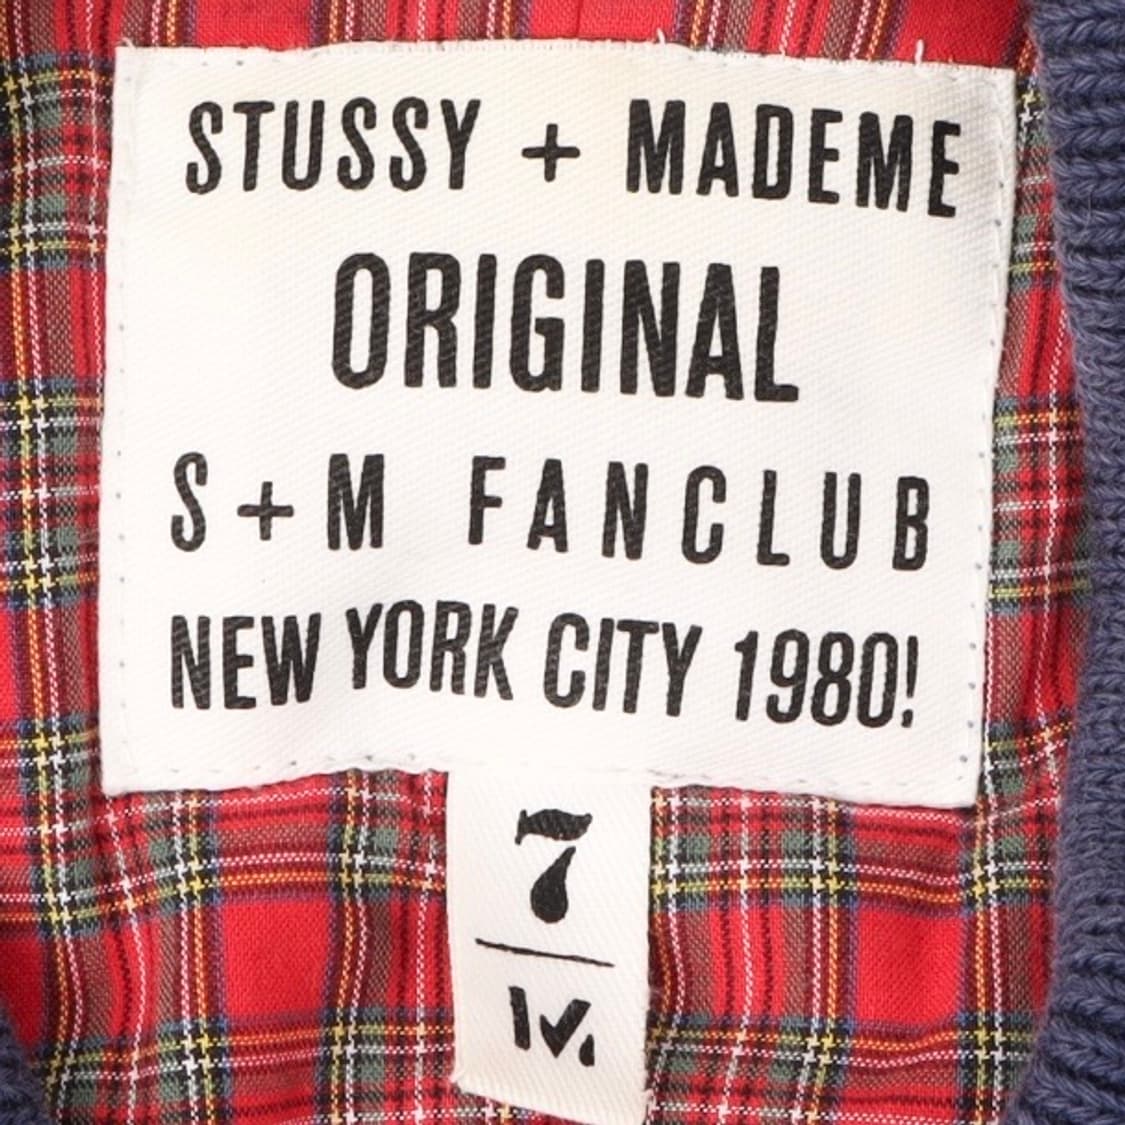 STUSSY + MADEME
ORIGINAL
S + M FANCLUB
NEW YORK CITY 1980!
7
M